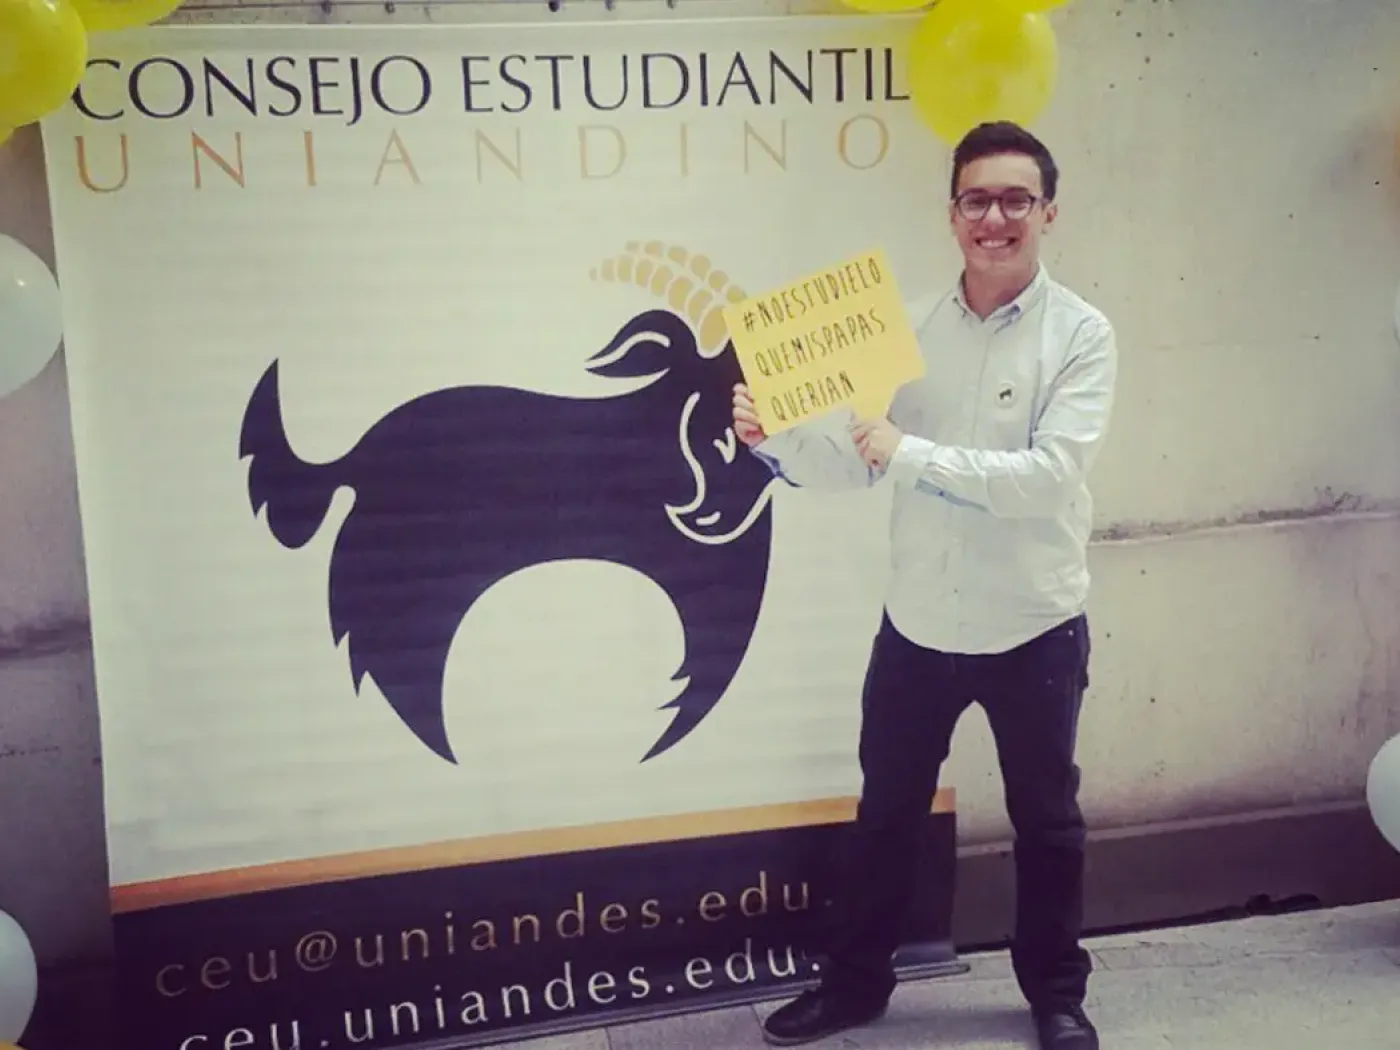 CONSEJO ESTUDIANTIL
UNIANDINO
#NOESTUDIELO
QUEMISPAPAS
QUERIAN
ceu@uniandes.edu.
ceu.uniandes.edu.